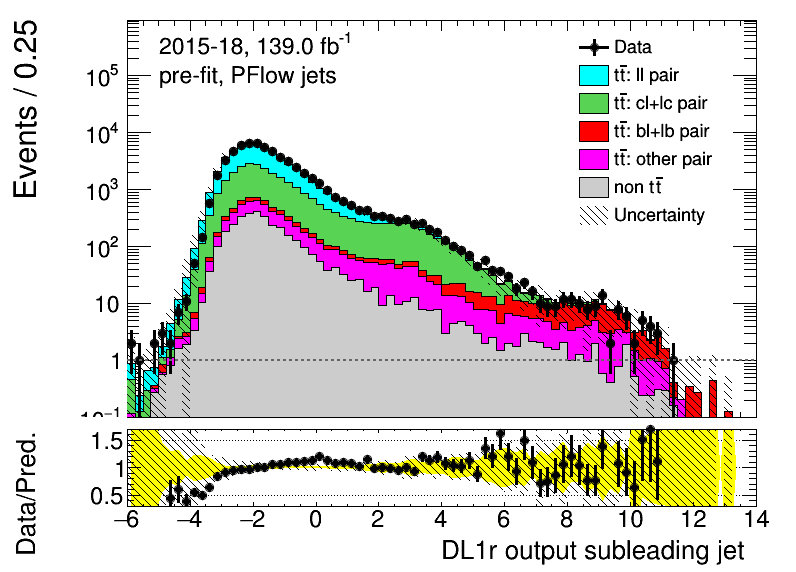 Events / 0.25
2015-18, 139.0 fb⁻¹
pre-fit, PFlow jets
Data
tt̄: ll pair
tt̄: cl+lc pair
tt̄: bl+lb pair
tt̄: other pair
non tt̄
Uncertainty
10⁵
10⁴
10³
10²
10
1
10⁻¹
Data/Pred.
1.5
1
0.5
−6 −4 −2 0 2 4 6 8 10 12 14
DL1r output subleading jet